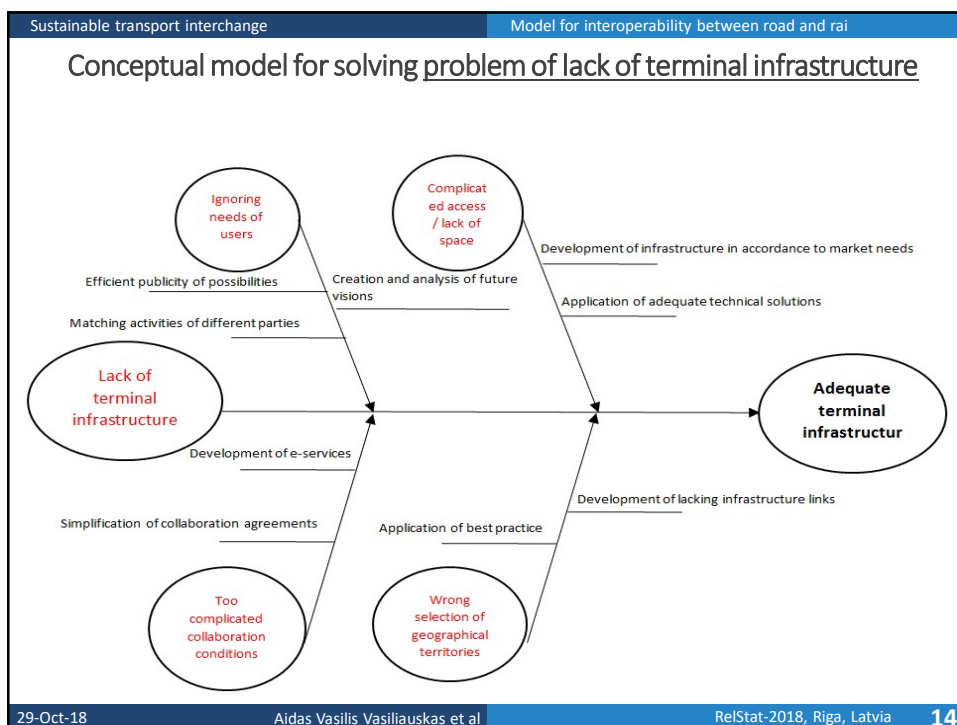 Sustainable transport interchange
Model for interoperability between road and rai
Conceptual model for solving problem of lack of terminal infrastructure
Ignoring
needs of
users
Complicat
ed access
/ lack of
space
Development of infrastructure in accordance to market needs
Efficient publicity of possibilities
Creation and analysis of future
visions
Application of adequate technical solutions
Matching activities of different parties
Lack of
terminal
infrastructure
Adequate
terminal
infrastructur
Development of e-services
Development of lacking infrastructure links
Simplification of collaboration agreements
Application of best practice
Too
complicated
collaboration
conditions
Wrong
selection of
geographical
territories
29-Oct-18
Aidas Vasilis Vasiliauskas et al
RelStat-2018, Riga, Latvia
14